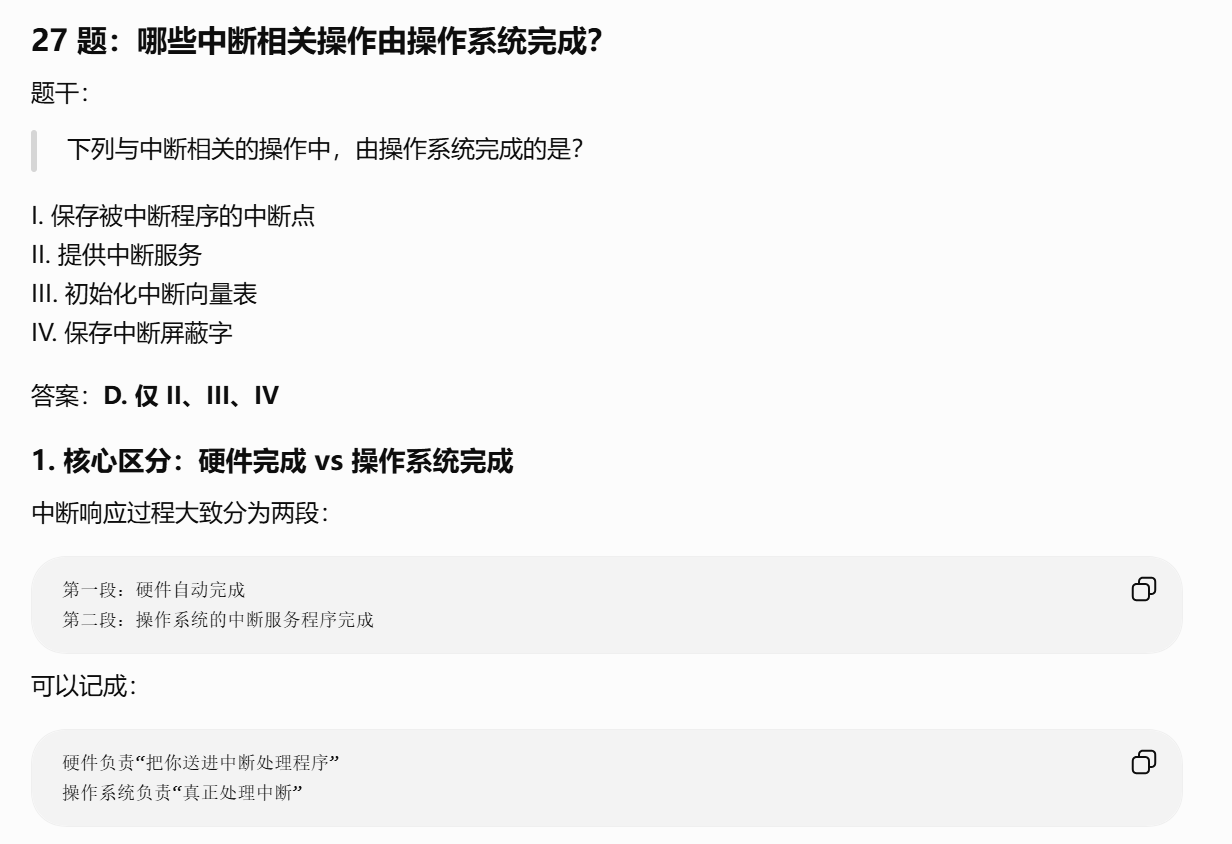 27 题：哪些中断相关操作由操作系统完成？
题干：
下列与中断相关的操作中，由操作系统完成的是？
I. 保存被中断程序的中断点
II. 提供中断服务
III. 初始化中断向量表
IV. 保存中断屏蔽字
答案：D. 仅 II、III、IV
1. 核心区分：硬件完成 vs 操作系统完成
中断响应过程大致分为两段：
第一段：硬件自动完成
第二段：操作系统的中断服务程序完成
可以记成：
硬件负责“把你送进中断处理程序”
操作系统负责“真正处理中断”